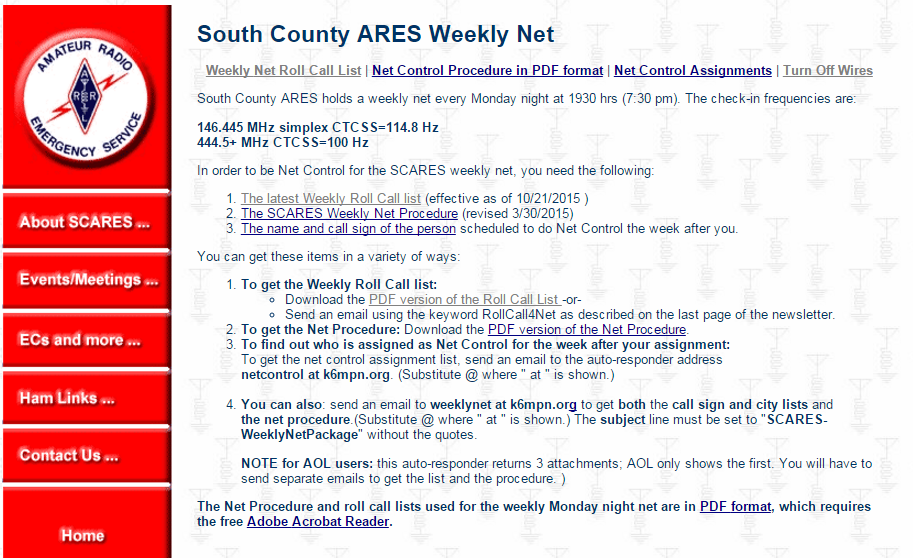 AMATEUR RADIO
ARRL
EMERGENCY SERVICE
About SCARES ...
Events/Meetings ...
ECs and more ...
Ham Links ...
Contact Us ...
Home
South County ARES Weekly Net
Weekly Net Roll Call List | Net Control Procedure in PDF format | Net Control Assignments | Turn Off Wires
South County ARES holds a weekly net every Monday night at 1930 hrs (7:30 pm). The check-in frequencies are:
146.445 MHz simplex CTCSS=114.8 Hz
444.5+ MHz CTCSS=100 Hz
In order to be Net Control for the SCARES weekly net, you need the following:
1. The latest Weekly Roll Call list (effective as of 10/21/2015 )
2. The SCARES Weekly Net Procedure (revised 3/30/2015)
3. The name and call sign of the person scheduled to do Net Control the week after you.
You can get these items in a variety of ways:
1. To get the Weekly Roll Call list:
Download the PDF version of the Roll Call List -or-
Send an email using the keyword RollCall4Net as described on the last page of the newsletter.
2. To get the Net Procedure: Download the PDF version of the Net Procedure.
3. To find out who is assigned as Net Control for the week after your assignment:
To get the net control assignment list, send an email to the auto-responder address
netcontrol at k6mpn.org. (Substitute @ where " at " is shown.)
4. You can also: send an email to weeklynet at k6mpn.org to get both the call sign and city lists and
the net procedure.(Substitute @ where " at " is shown.) The subject line must be set to "SCARES-
WeeklyNetPackage" without the quotes.
NOTE for AOL users: this auto-responder returns 3 attachments; AOL only shows the first. You will have to
send separate emails to get the list and the procedure. )
The Net Procedure and roll call lists used for the weekly Monday night net are in PDF format, which requires
the free Adobe Acrobat Reader.